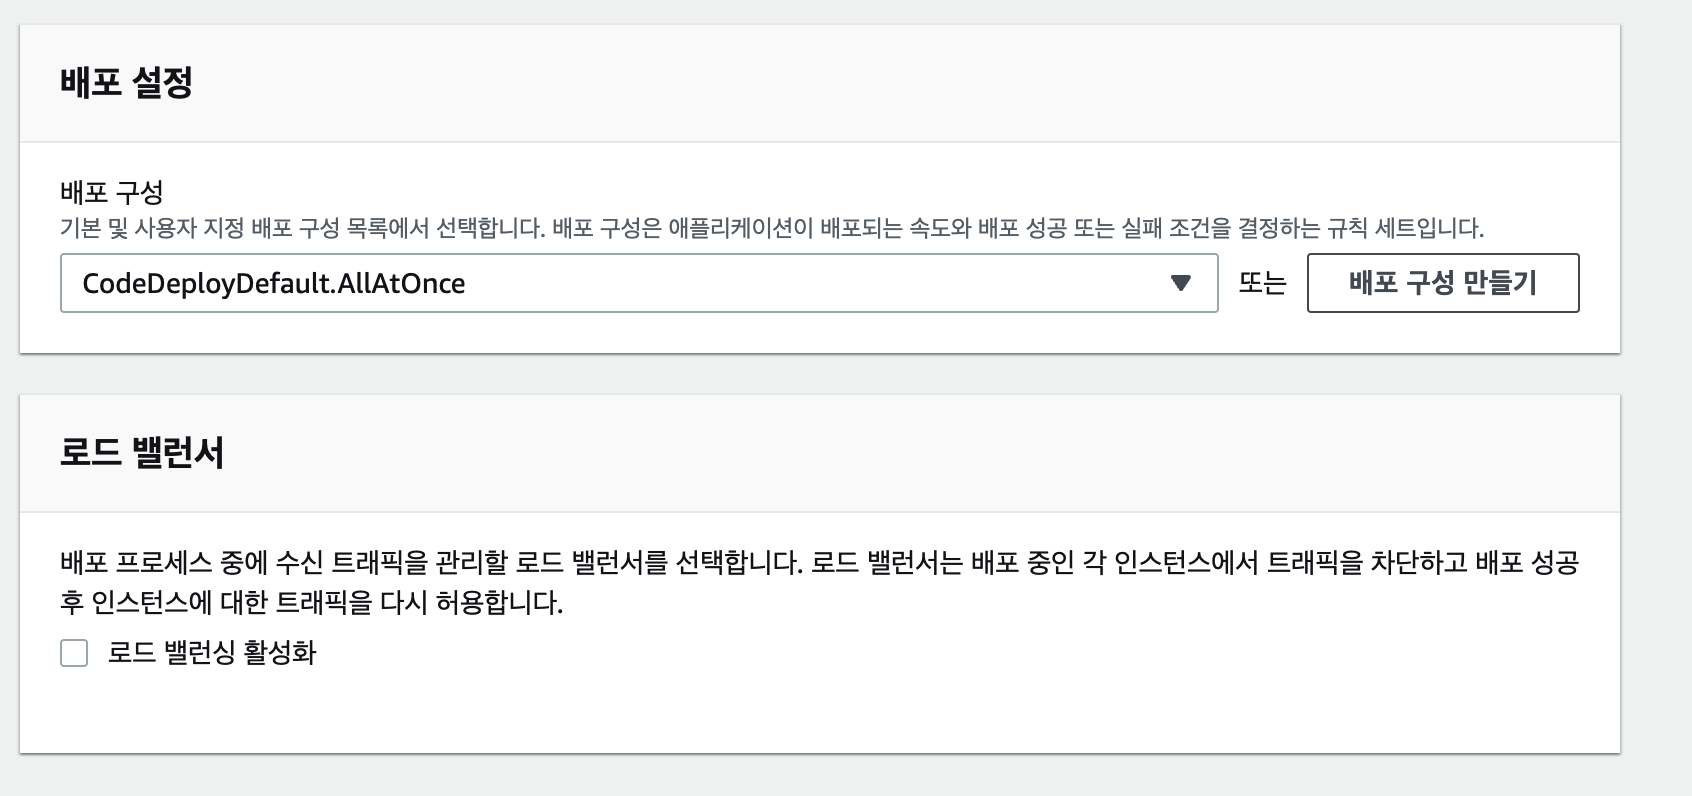 배포 설정
배포 구성
기본 및 사용자 지정 배포 구성 목록에서 선택합니다. 배포 구성은 애플리케이션이 배포되는 속도와 배포 성공 또는 실패 조건을 결정하는 규칙 세트입니다.
CodeDeployDefault.AllAtOnce 또는 배포 구성 만들기
로드 밸런서
배포 프로세스 중에 수신 트래픽을 관리할 로드 밸런서를 선택합니다. 로드 밸런서는 배포 중인 각 인스턴스에서 트래픽을 차단하고 배포 성공
후 인스턴스에 대한 트래픽을 다시 허용합니다.
로드 밸런싱 활성화